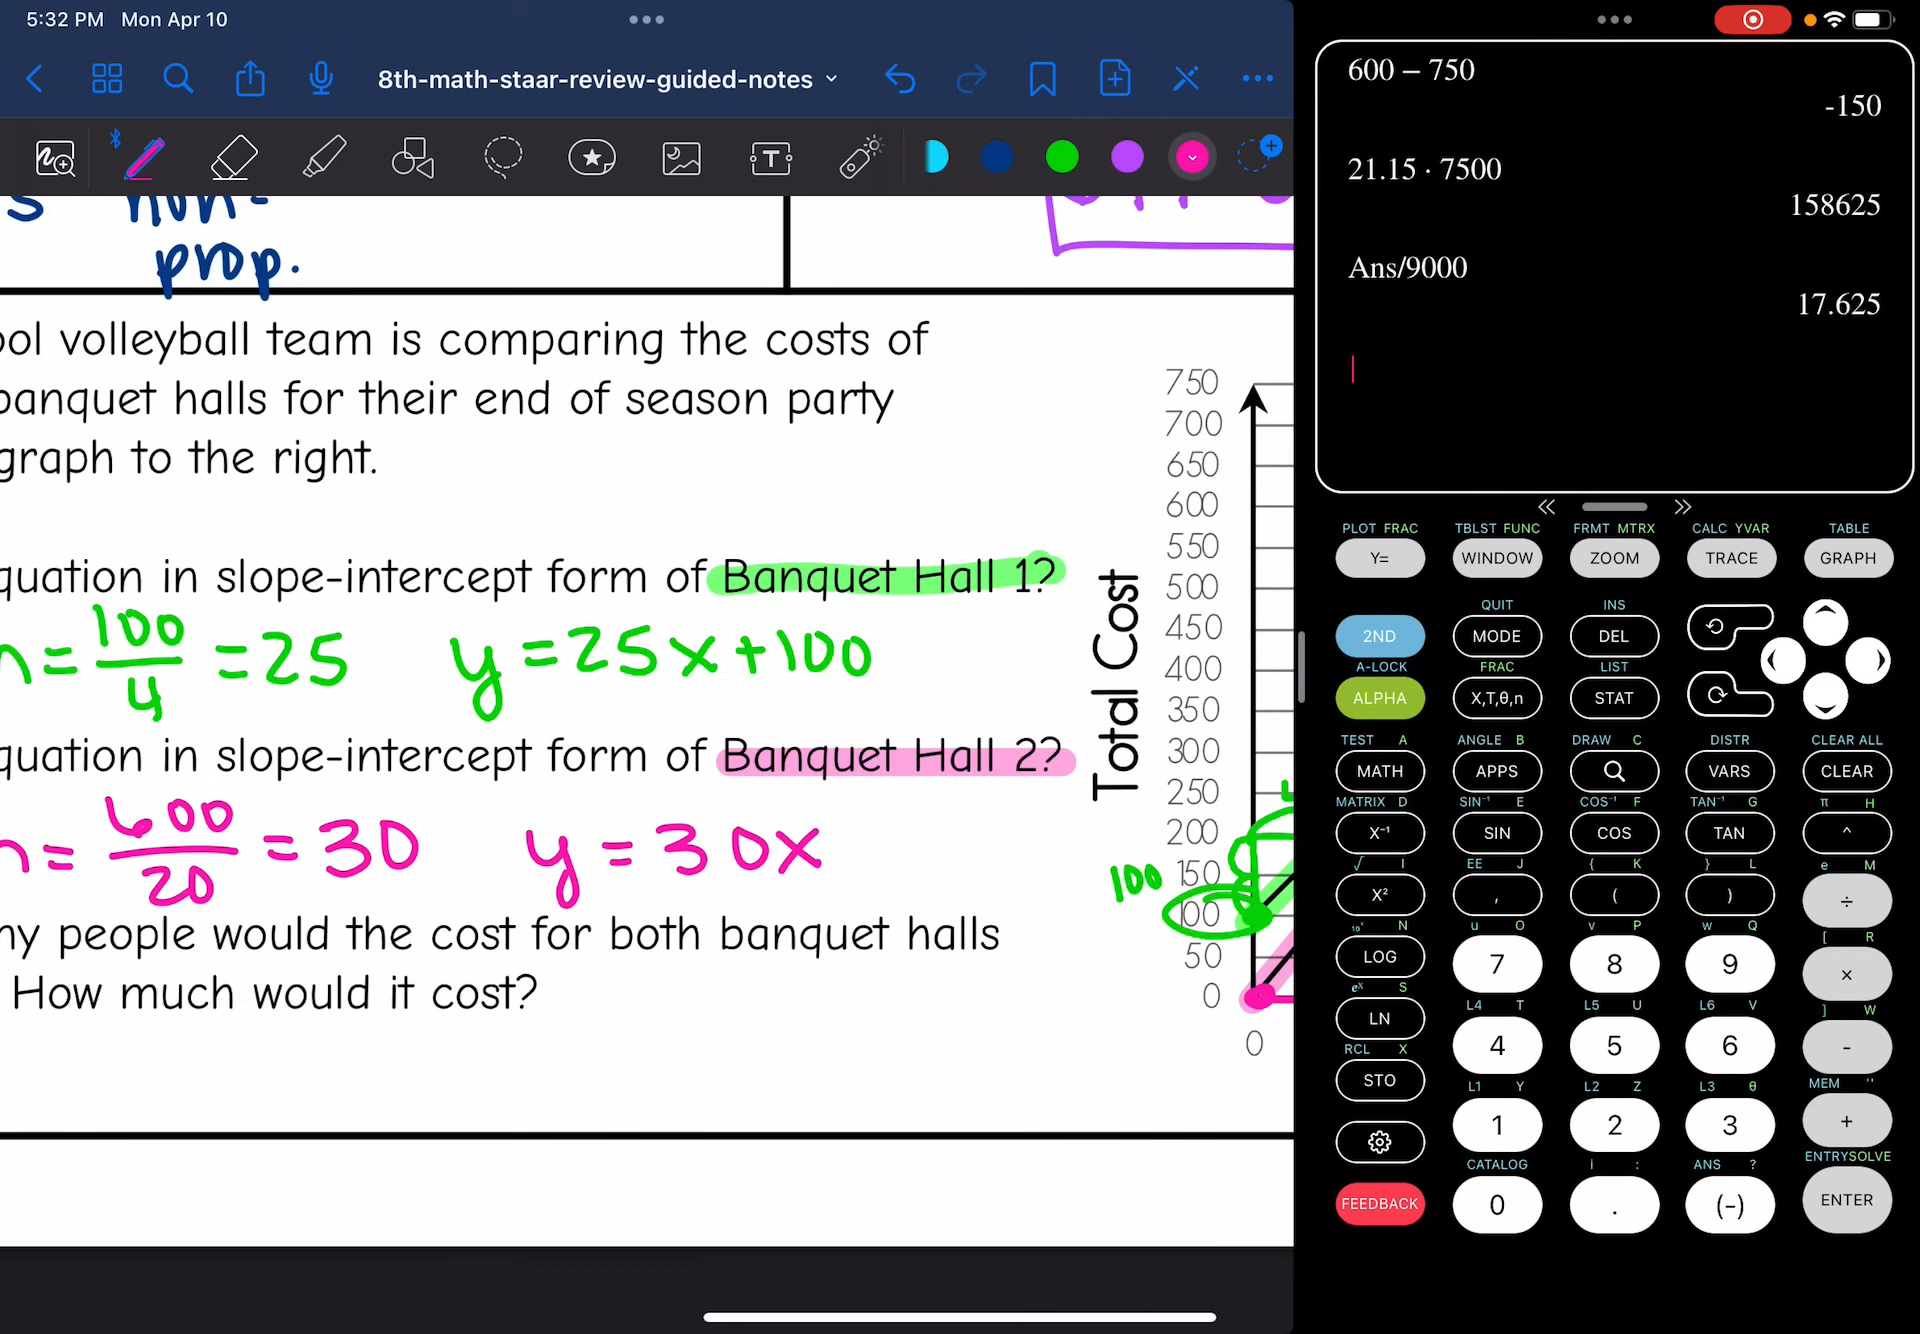 5:32 PM Mon Apr 10
8th-math-staar-review-guided-notes
T
non-
prop.
ool volleyball team is comparing the costs of
banquet halls for their end of season party
graph to the right.
quation in slope-intercept form of Banquet Hall 1?
m = 100/4 = 25 y = 25x + 100
quation in slope-intercept form of Banquet Hall 2?
m = 600/20 = 30 y = 30x
ny people would the cost for both banquet halls
How much would it cost?
Total Cost
750
700
650
600
550
500
450
400
350
300
250
200
150
100
100
50
0
0
600 – 750
-150
21.15 · 7500
158625
Ans/9000
17.625
PLOT FRAC TBLST FUNC FRMT MTRX CALC YVAR TABLE
Y= WINDOW ZOOM TRACE GRAPH
QUIT INS
2ND MODE DEL
A-LOCK FRAC LIST
ALPHA X,T,θ,n STAT
TEST A ANGLE B DRAW C DISTR CLEAR ALL
MATH APPS VARS CLEAR
MATRIX D SIN⁻¹ E COS⁻¹ F TAN⁻¹ G π H
X⁻¹ SIN COS TAN ^
√ I EE J { K } L e M
X² , ( ) ÷
10ˣ N u O v P w Q [ R
LOG 7 8 9 ×
eˣ S L4 T L5 U L6 V ] W
LN 4 5 6 -
RCL X L1 Y L2 Z L3 θ MEM "
STO 1 2 3 +
CATALOG i : ANS ? ENTRY SOLVE
FEEDBACK 0 . (-) ENTER